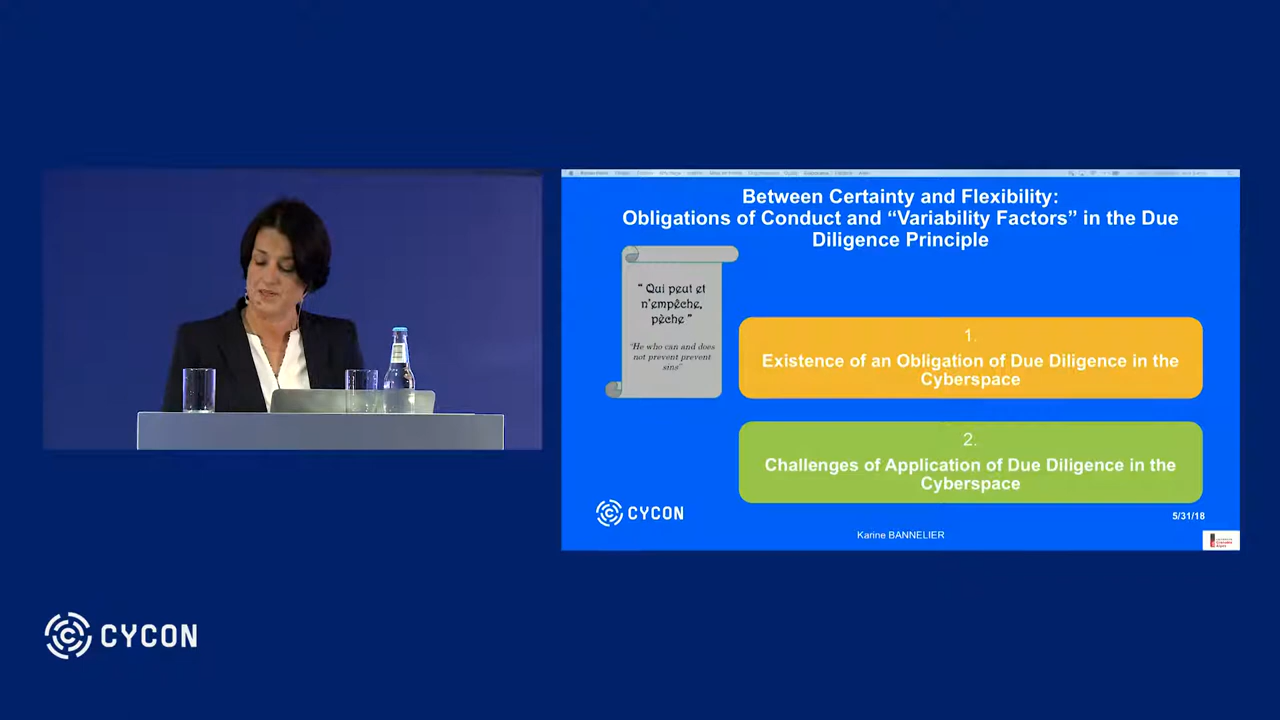 Between Certainty and Flexibility:
Obligations of Conduct and “Variability Factors” in the Due
Diligence Principle
“ Qui peut et
n’empêche,
pèche ”
“He who can and does
not prevent prevent
sins”
1.
Existence of an Obligation of Due Diligence in the
Cyberspace
2.
Challenges of Application of Due Diligence in the
Cyberspace
CYCON
5/31/18
Karine BANNELIER
CYCON